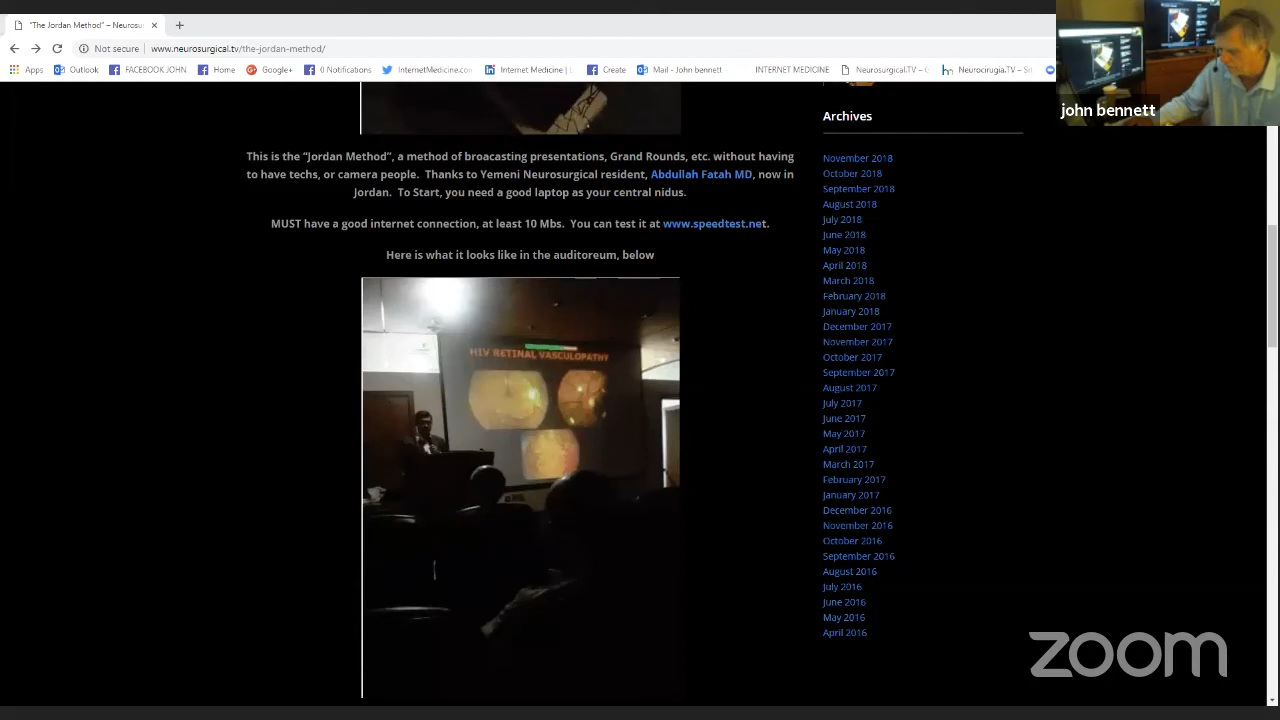 "The Jordan Method" – Neurosu
Not secure
www.neurosurgical.tv/the-jordan-method/
Apps
Outlook
FACEBOOK JOHN
Home
Google+
0 Notifications
InternetMedicine.co
Internet Medicine | L
Create
Mail - John bennett
INTERNET MEDICINE
Neurosurgical.TV –
Neurocirugia.TV – Si
john bennett
This is the “Jordan Method”, a method of broacasting presentations, Grand Rounds, etc. without having
to have techs, or camera people. Thanks to Yemeni Neurosurgical resident, Abdullah Fatah MD, now in
Jordan. To Start, you need a good laptop as your central nidus.
MUST have a good internet connection, at least 10 Mbs. You can test it at www.speedtest.net.
Here is what it looks like in the auditoreum, below
HIV RETINAL VASCULOPATHY
Archives
November 2018
October 2018
September 2018
August 2018
July 2018
June 2018
May 2018
April 2018
March 2018
February 2018
January 2018
December 2017
November 2017
October 2017
September 2017
August 2017
July 2017
June 2017
May 2017
April 2017
March 2017
February 2017
January 2017
December 2016
November 2016
October 2016
September 2016
August 2016
July 2016
June 2016
May 2016
April 2016
zoom